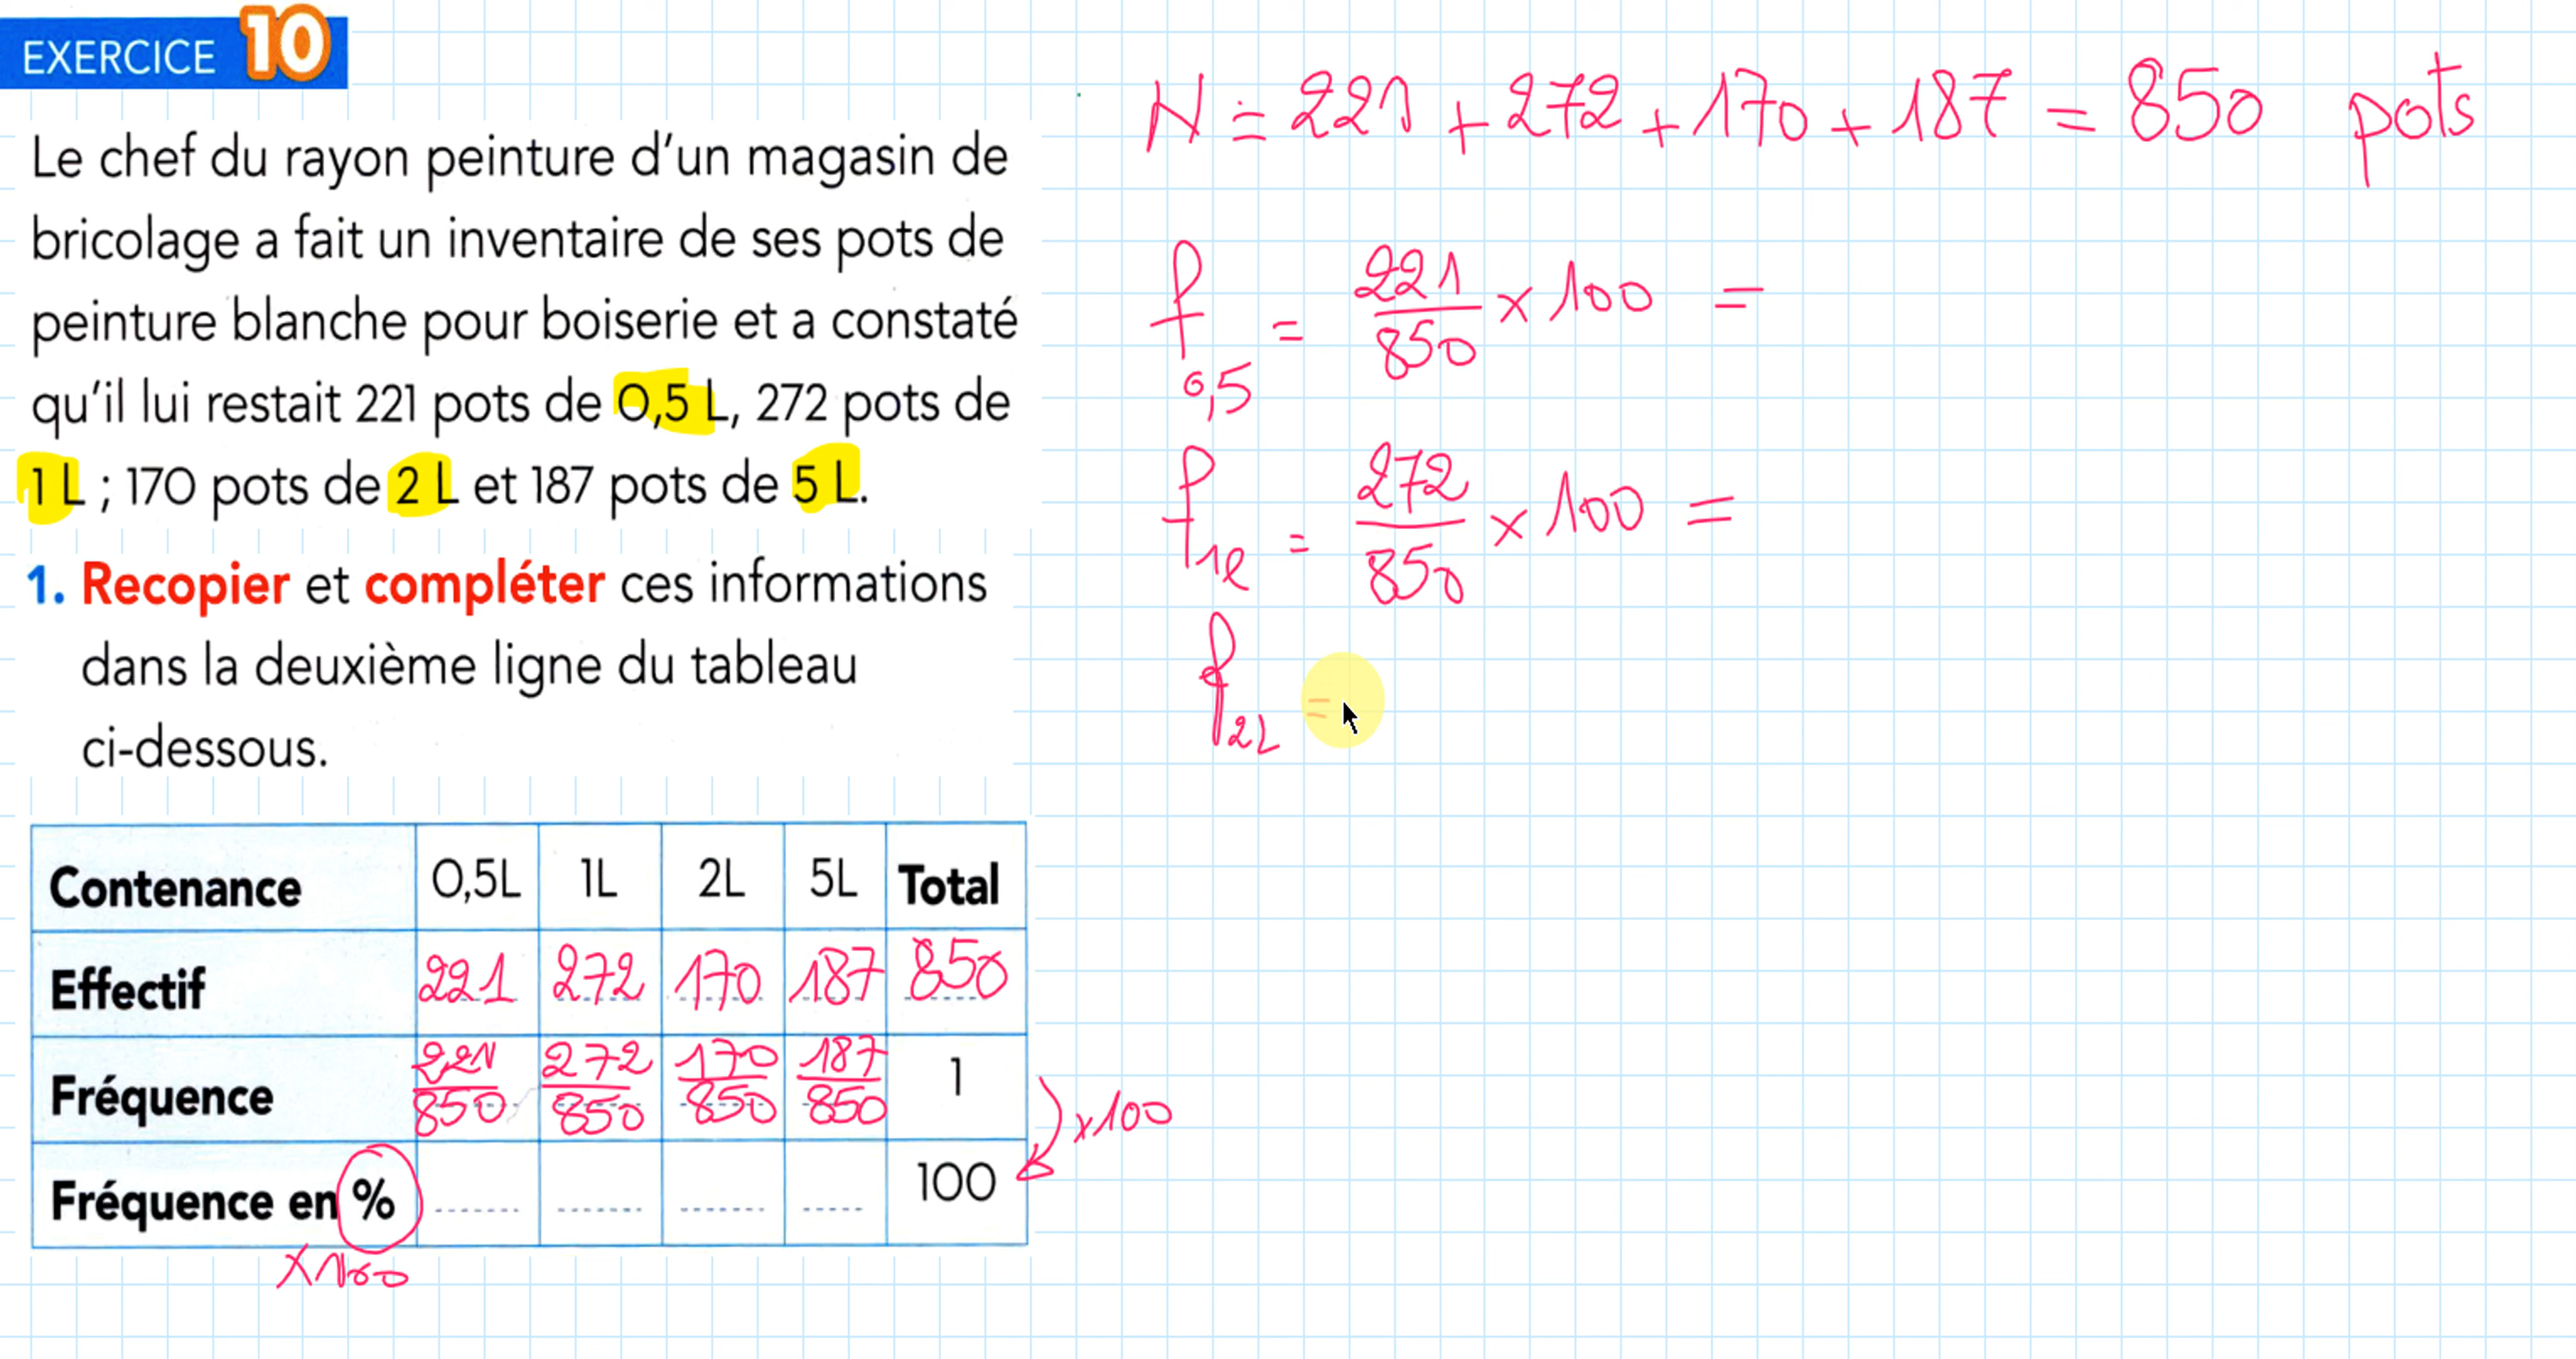 EXERCICE 10
Le chef du rayon peinture d'un magasin de
bricolage a fait un inventaire de ses pots de
peinture blanche pour boiserie et a constaté
qu'il lui restait 221 pots de 0,5 L, 272 pots de
1 L ; 170 pots de 2 L et 187 pots de 5 L.
1. Recopier et compléter ces informations
dans la deuxième ligne du tableau
ci-dessous.
Contenance 0,5L 1L 2L 5L Total
Effectif 221 272 170 187 850
Fréquence 221/850 272/850 170/850 187/850 1
Fréquence en % ....... ....... ....... ..... 100
x100
x100
N = 221 + 272 + 170 + 187 = 850 pots
f 0,5 = 221/850 x 100 =
f 1l = 272/850 x 100 =
f 2L =